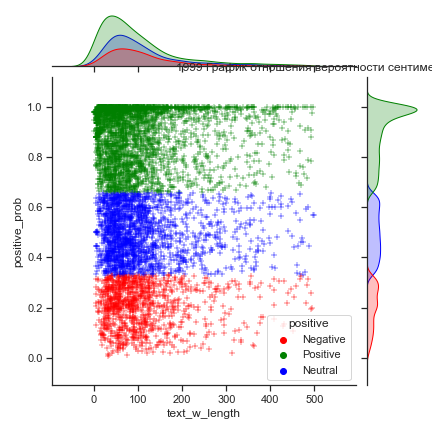 1999 График отношения вероятности сентиме
1.0
0.8
0.6
0.4
0.2
0.0
positive_prob
0 100 200 300 400 500
text_w_length
positive
Negative
Positive
Neutral